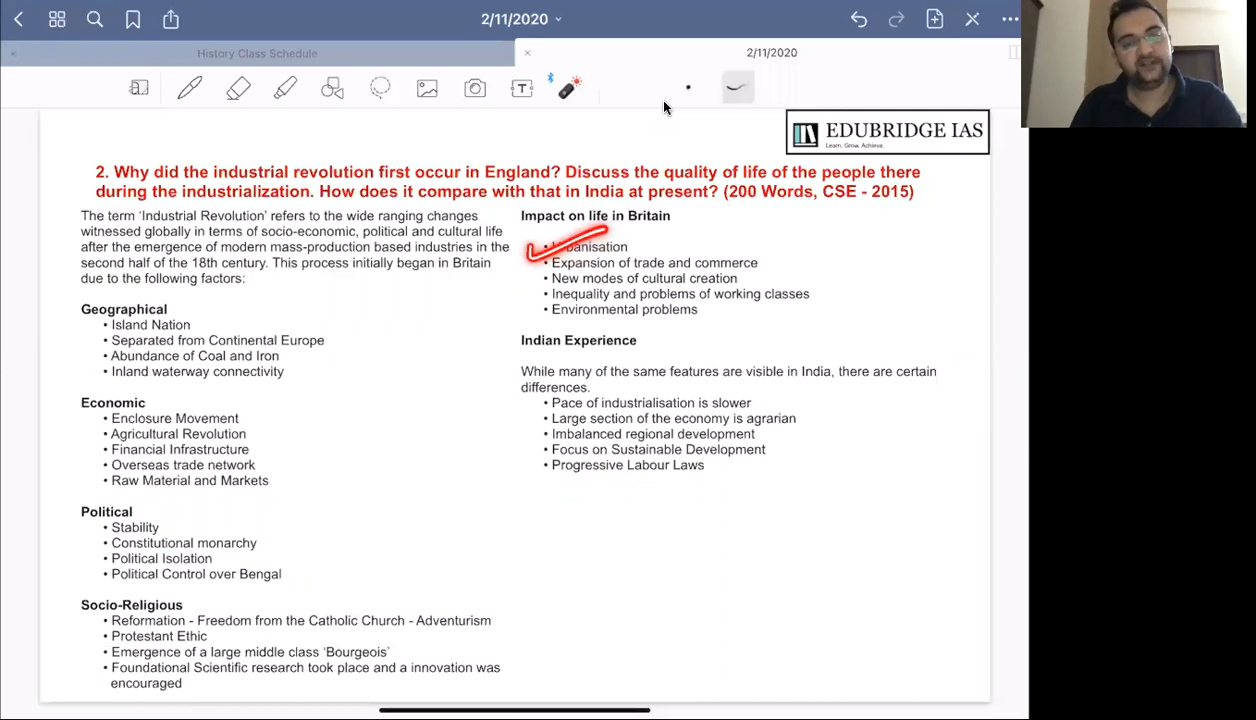 2/11/2020
History Class Schedule
2/11/2020
T
EDUBRIDGE IAS
Learn. Grow. Achieve.
2. Why did the industrial revolution first occur in England? Discuss the quality of life of the people there
during the industrialization. How does it compare with that in India at present? (200 Words, CSE - 2015)
The term ‘Industrial Revolution’ refers to the wide ranging changes
witnessed globally in terms of socio-economic, political and cultural life
after the emergence of modern mass-production based industries in the
second half of the 18th century. This process initially began in Britain
due to the following factors:
Geographical
• Island Nation
• Separated from Continental Europe
• Abundance of Coal and Iron
• Inland waterway connectivity
Economic
• Enclosure Movement
• Agricultural Revolution
• Financial Infrastructure
• Overseas trade network
• Raw Material and Markets
Political
• Stability
• Constitutional monarchy
• Political Isolation
• Political Control over Bengal
Socio-Religious
• Reformation - Freedom from the Catholic Church - Adventurism
• Protestant Ethic
• Emergence of a large middle class ‘Bourgeois’
• Foundational Scientific research took place and a innovation was
encouraged
Impact on life in Britain
• Urbanisation
• Expansion of trade and commerce
• New modes of cultural creation
• Inequality and problems of working classes
• Environmental problems
Indian Experience
While many of the same features are visible in India, there are certain
differences.
• Pace of industrialisation is slower
• Large section of the economy is agrarian
• Imbalanced regional development
• Focus on Sustainable Development
• Progressive Labour Laws